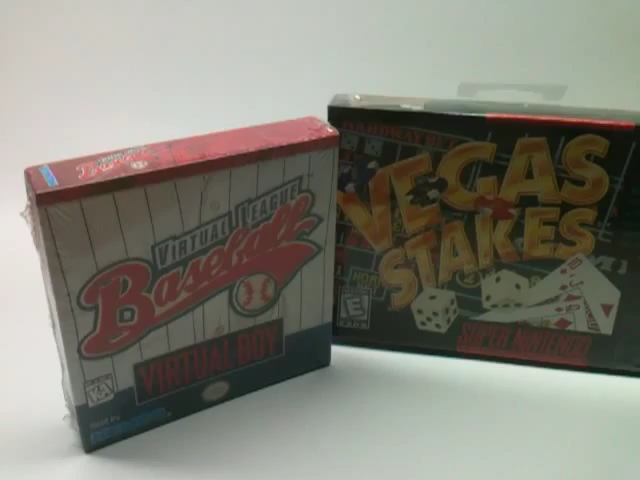 VIRTUAL LEAGUE
Baseball
VIRTUAL BOY
K-A
VEGAS
STAKES
E
SUPER NINTENDO